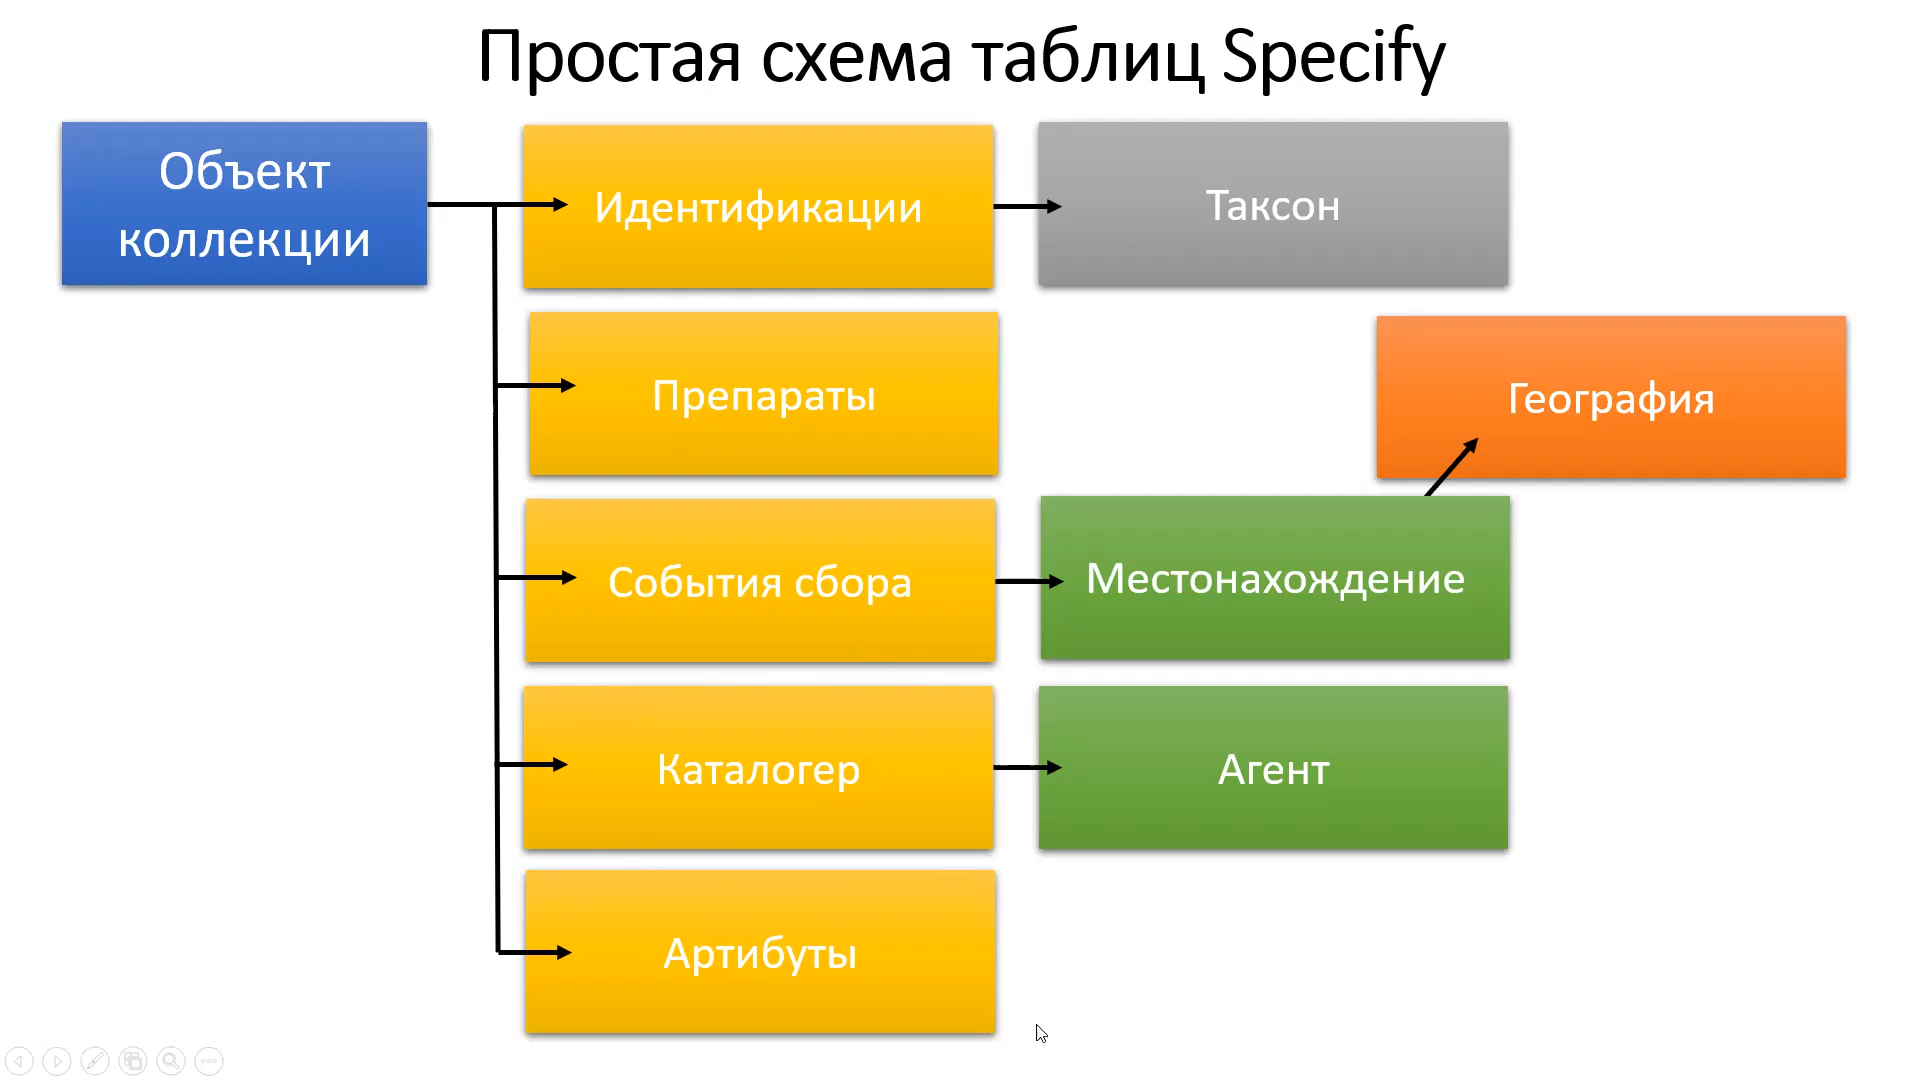 Простая схема таблиц Specify
Объект
коллекции
Идентификации
Таксон
Препараты
География
События сбора
Местонахождение
Каталогер
Агент
Артибуты